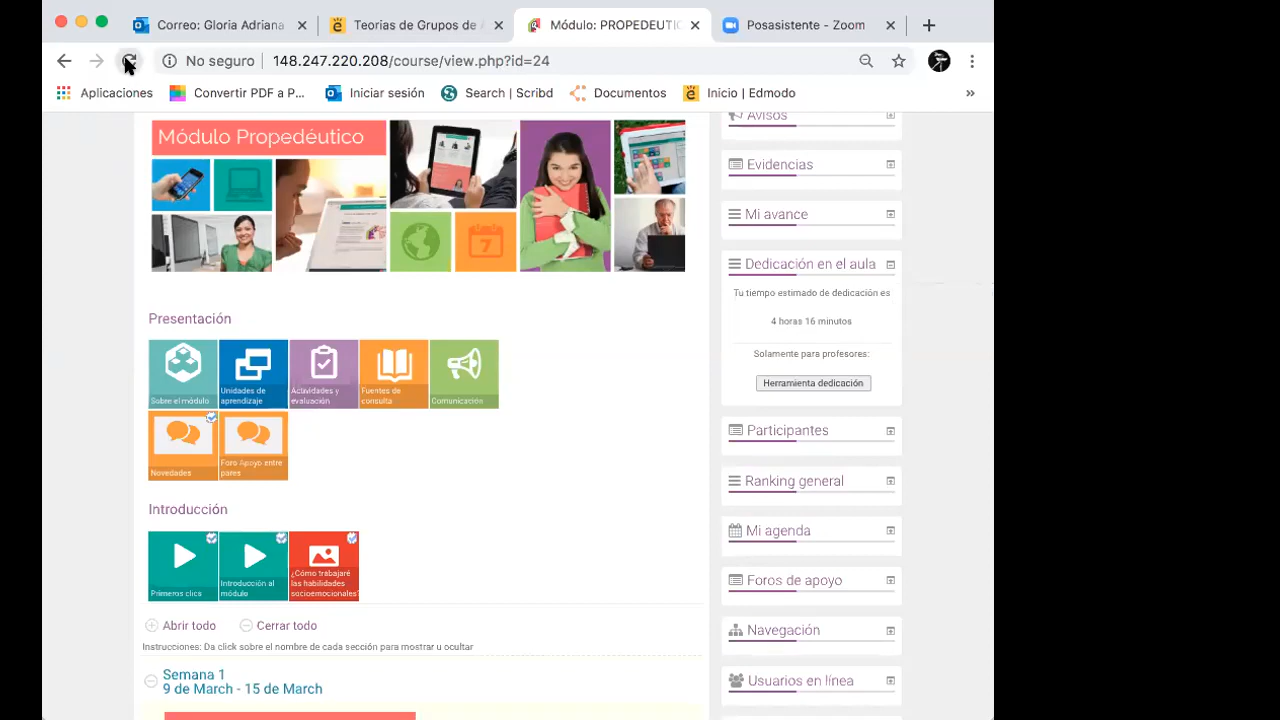 Correo: Gloria Adriana
Teorias de Grupos de A
Módulo: PROPEDEUTIC
Posasistente - Zoom
No seguro
148.247.220.208/course/view.php?id=24
Aplicaciones
Convertir PDF a P...
Iniciar sesión
Search | Scribd
Documentos
Inicio | Edmodo
»
Módulo Propedéutico
7
Presentación
Sobre el módulo
Unidades de
aprendizaje
Actividades y
evaluación
Fuentes de
consulta
Comunicación
Novedades
Foro Apoyo entre
pares
Introducción
Primeros clics
Introducción al
módulo
¿Cómo trabajaré
las habilidades
socioemocionales?
Abrir todo
Cerrar todo
Instrucciones: Da click sobre el nombre de cada sección para mostrar u ocultar
Semana 1
9 de March - 15 de March
Avisos
Evidencias
Mi avance
Dedicación en el aula
Tu tiempo estimado de dedicación es
4 horas 16 minutos
Solamente para profesores:
Herramienta dedicación
Participantes
Ranking general
Mi agenda
Foros de apoyo
Navegación
Usuarios en línea